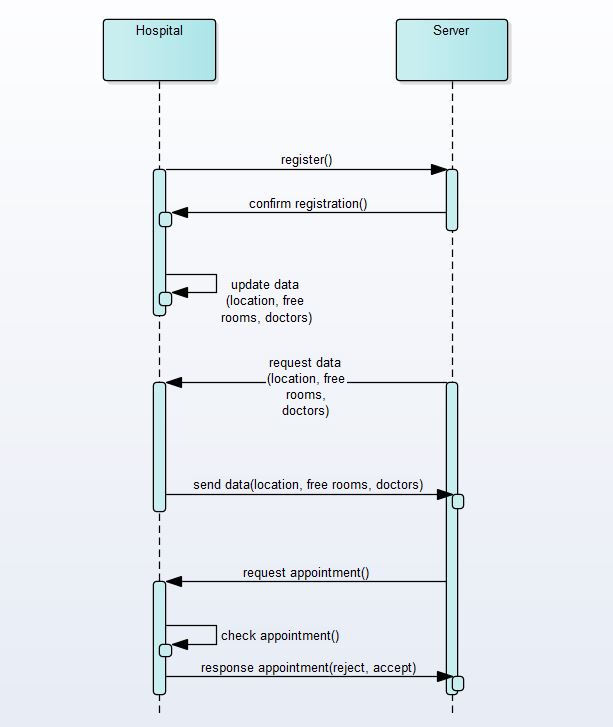 Hospital
Server
register()
confirm registration()
update data
(location, free
rooms, doctors)
request data
(location, free
rooms,
doctors)
send data(location, free rooms, doctors)
request appointment()
check appointment()
response appointment(reject, accept)